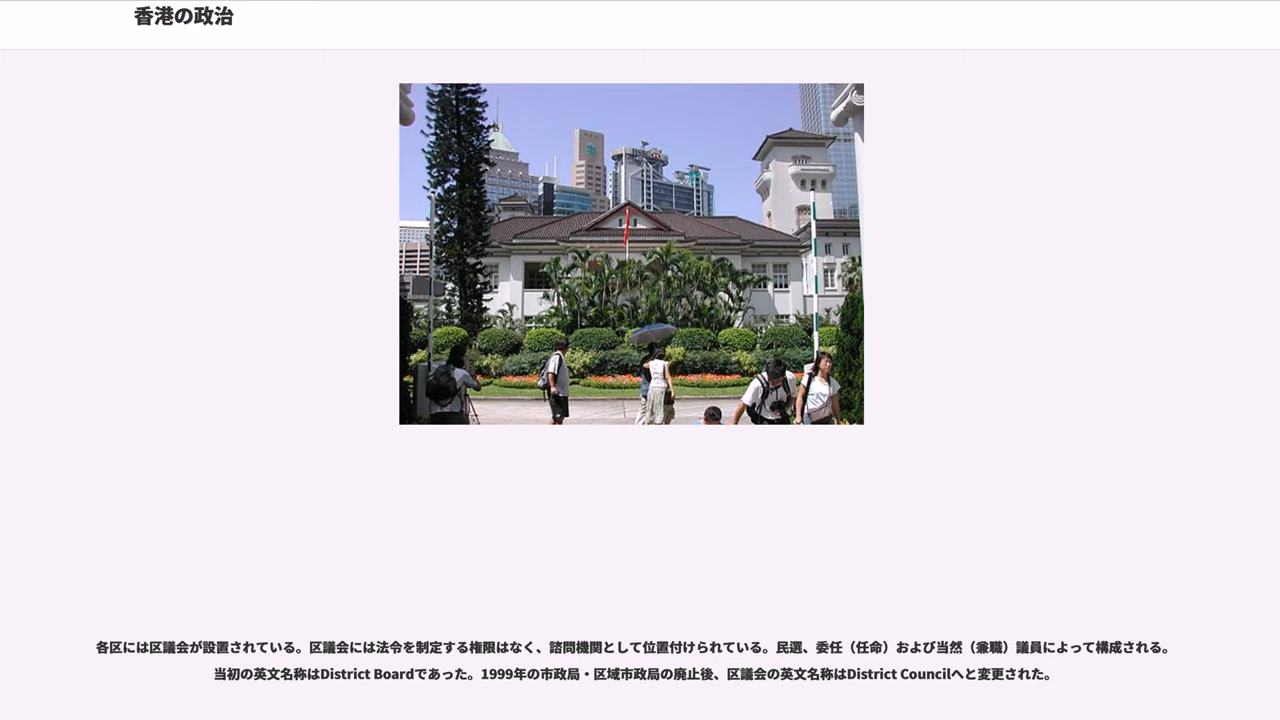 香港の政治
各区には区議会が設置されている。区議会には法令を制定する権限はなく、諮問機関として位置付けられている。民選、委任（任命）および当然（兼職）議員によって構成される。
当初の英文名称はDistrict Boardであった。1999年の市政局・区域市政局の廃止後、区議会の英文名称はDistrict Councilへと変更された。